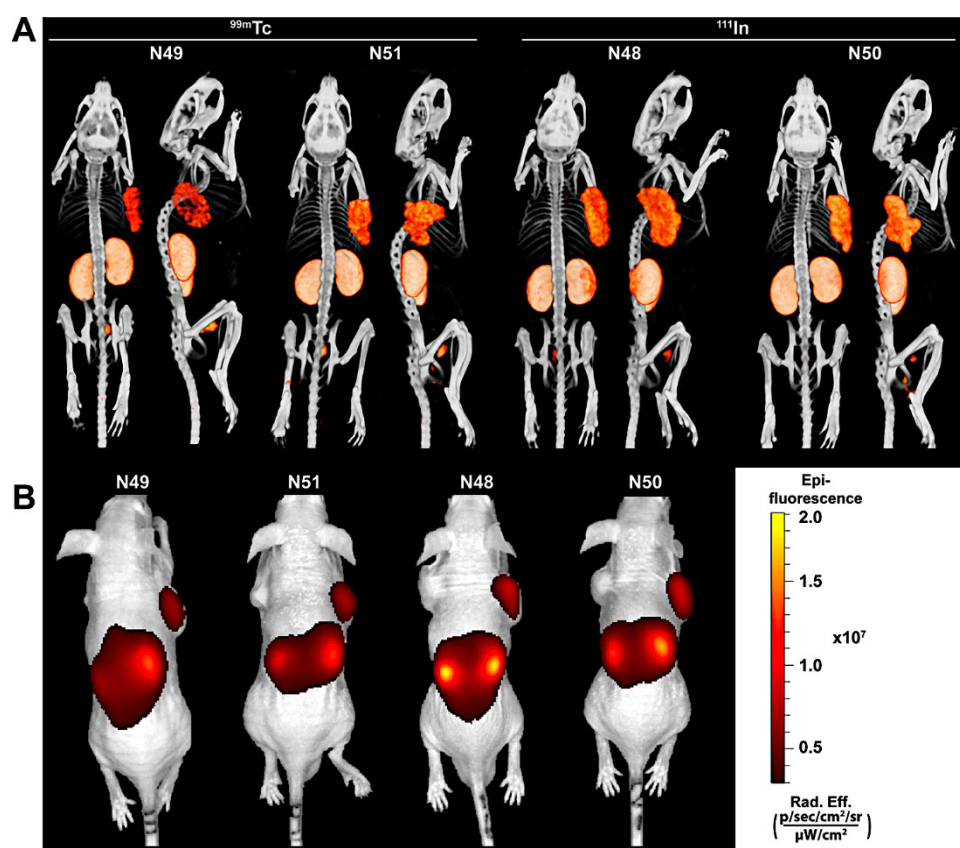 A
⁹⁹ᵐTc
¹¹¹In
N49
N51
N48
N50
B
N49
N51
N48
N50
Epi-
fluorescence
2.0
1.5
x10⁷
1.0
0.5
Rad. Eff.
(p/sec/cm²/sr
µW/cm²)